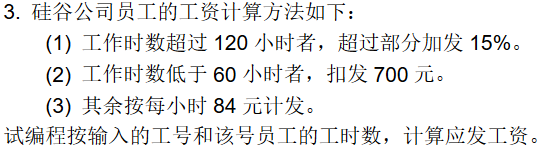 3. 硅谷公司员工的工资计算方法如下：
(1) 工作时数超过 120 小时者，超过部分加发 15%。
(2) 工作时数低于 60 小时者，扣发 700 元。
(3) 其余按每小时 84 元计发。
试编程按输入的工号和该号员工的工时数，计算应发工资。